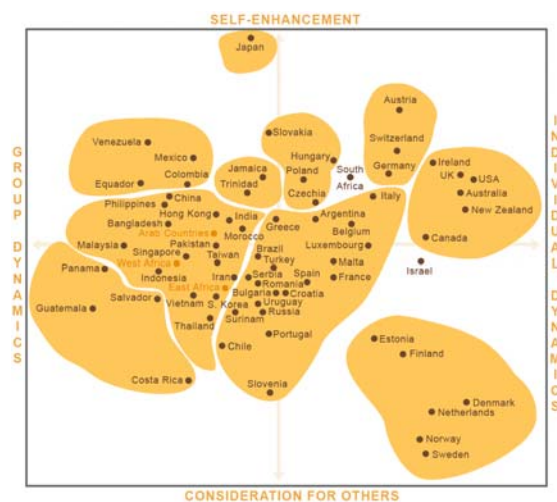 SELF-ENHANCEMENT
Japan
Austria
Slovakia
Venezuela
Switzerland
Mexico
Hungary
Ireland
Jamaica
Poland
South
Africa
Germany
UK
USA
Equador
Colombia
Trinidad
China
Czechia
Italy
Australia
Philippines
Hong Kong
India
Greece
Argentina
New Zealand
Bangladesh
Arab Countries
Morocco
Belgium
Canada
Malaysia
Pakistan
Brazil
Luxembourg
Singapore
Taiwan
Turkey
Malta
Israel
West Africa
Panama
Indonesia
Iran
Serbia
Spain
France
East Africa
Romania
Salvador
Vietnam
S. Korea
Bulgaria
Croatia
Guatemala
Uruguay
Thailand
Surinam
Russia
Portugal
Chile
Estonia
Finland
Costa Rica
Slovenia
Denmark
Netherlands
Norway
Sweden
GROUP DYNAMICS
INDIVIDUAL DYNAMICS
CONSIDERATION FOR OTHERS